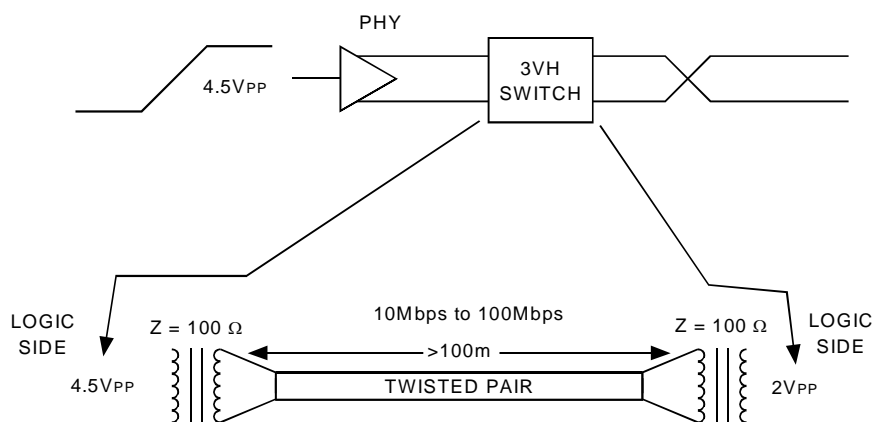 PHY
4.5VPP
3VH
SWITCH
10Mbps to 100Mbps
LOGIC
SIDE
Z = 100 Ω
Z = 100 Ω
LOGIC
SIDE
>100m
4.5VPP
TWISTED PAIR
2VPP